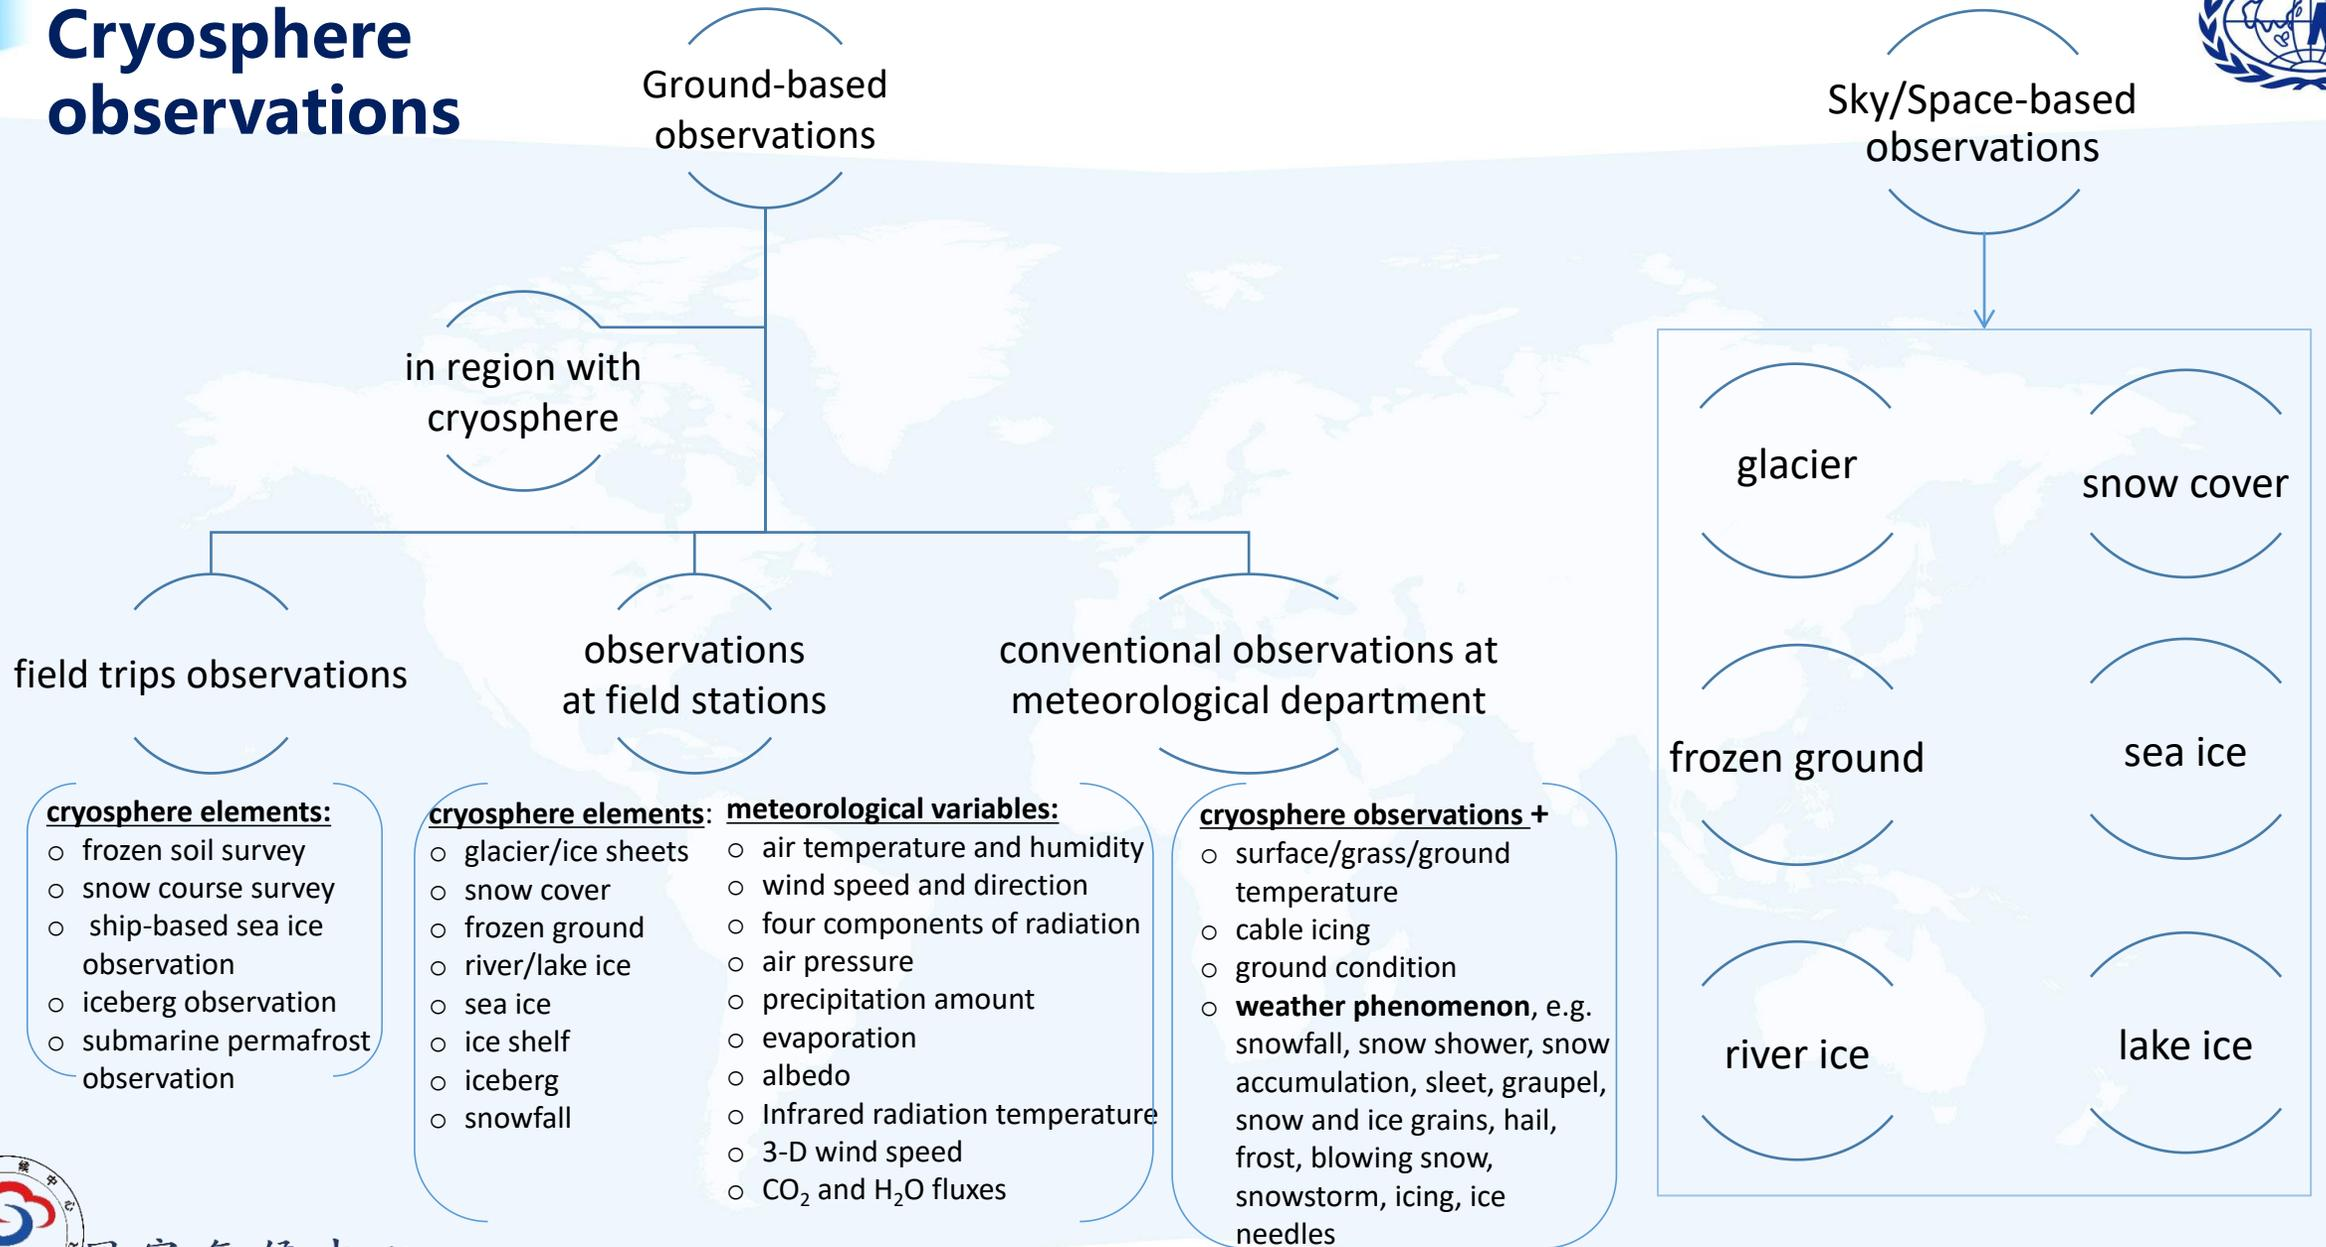 Cryosphere
observations
Ground-based
observations
Sky/Space-based
observations
in region with
cryosphere
field trips observations
observations
at field stations
conventional observations at
meteorological department
cryosphere elements:
o frozen soil survey
o snow course survey
o ship-based sea ice
observation
o iceberg observation
o submarine permafrost
observation
cryosphere elements:
o glacier/ice sheets
o snow cover
o frozen ground
o river/lake ice
o sea ice
o ice shelf
o iceberg
o snowfall
meteorological variables:
o air temperature and humidity
o wind speed and direction
o four components of radiation
o air pressure
o precipitation amount
o evaporation
o albedo
o Infrared radiation temperature
o 3-D wind speed
o CO₂ and H₂O fluxes
cryosphere observations +
o surface/grass/ground
temperature
o cable icing
o ground condition
o weather phenomenon, e.g.
snowfall, snow shower, snow
accumulation, sleet, graupel,
snow and ice grains, hail,
frost, blowing snow,
snowstorm, icing, ice
needles
glacier
snow cover
frozen ground
sea ice
river ice
lake ice
候中心